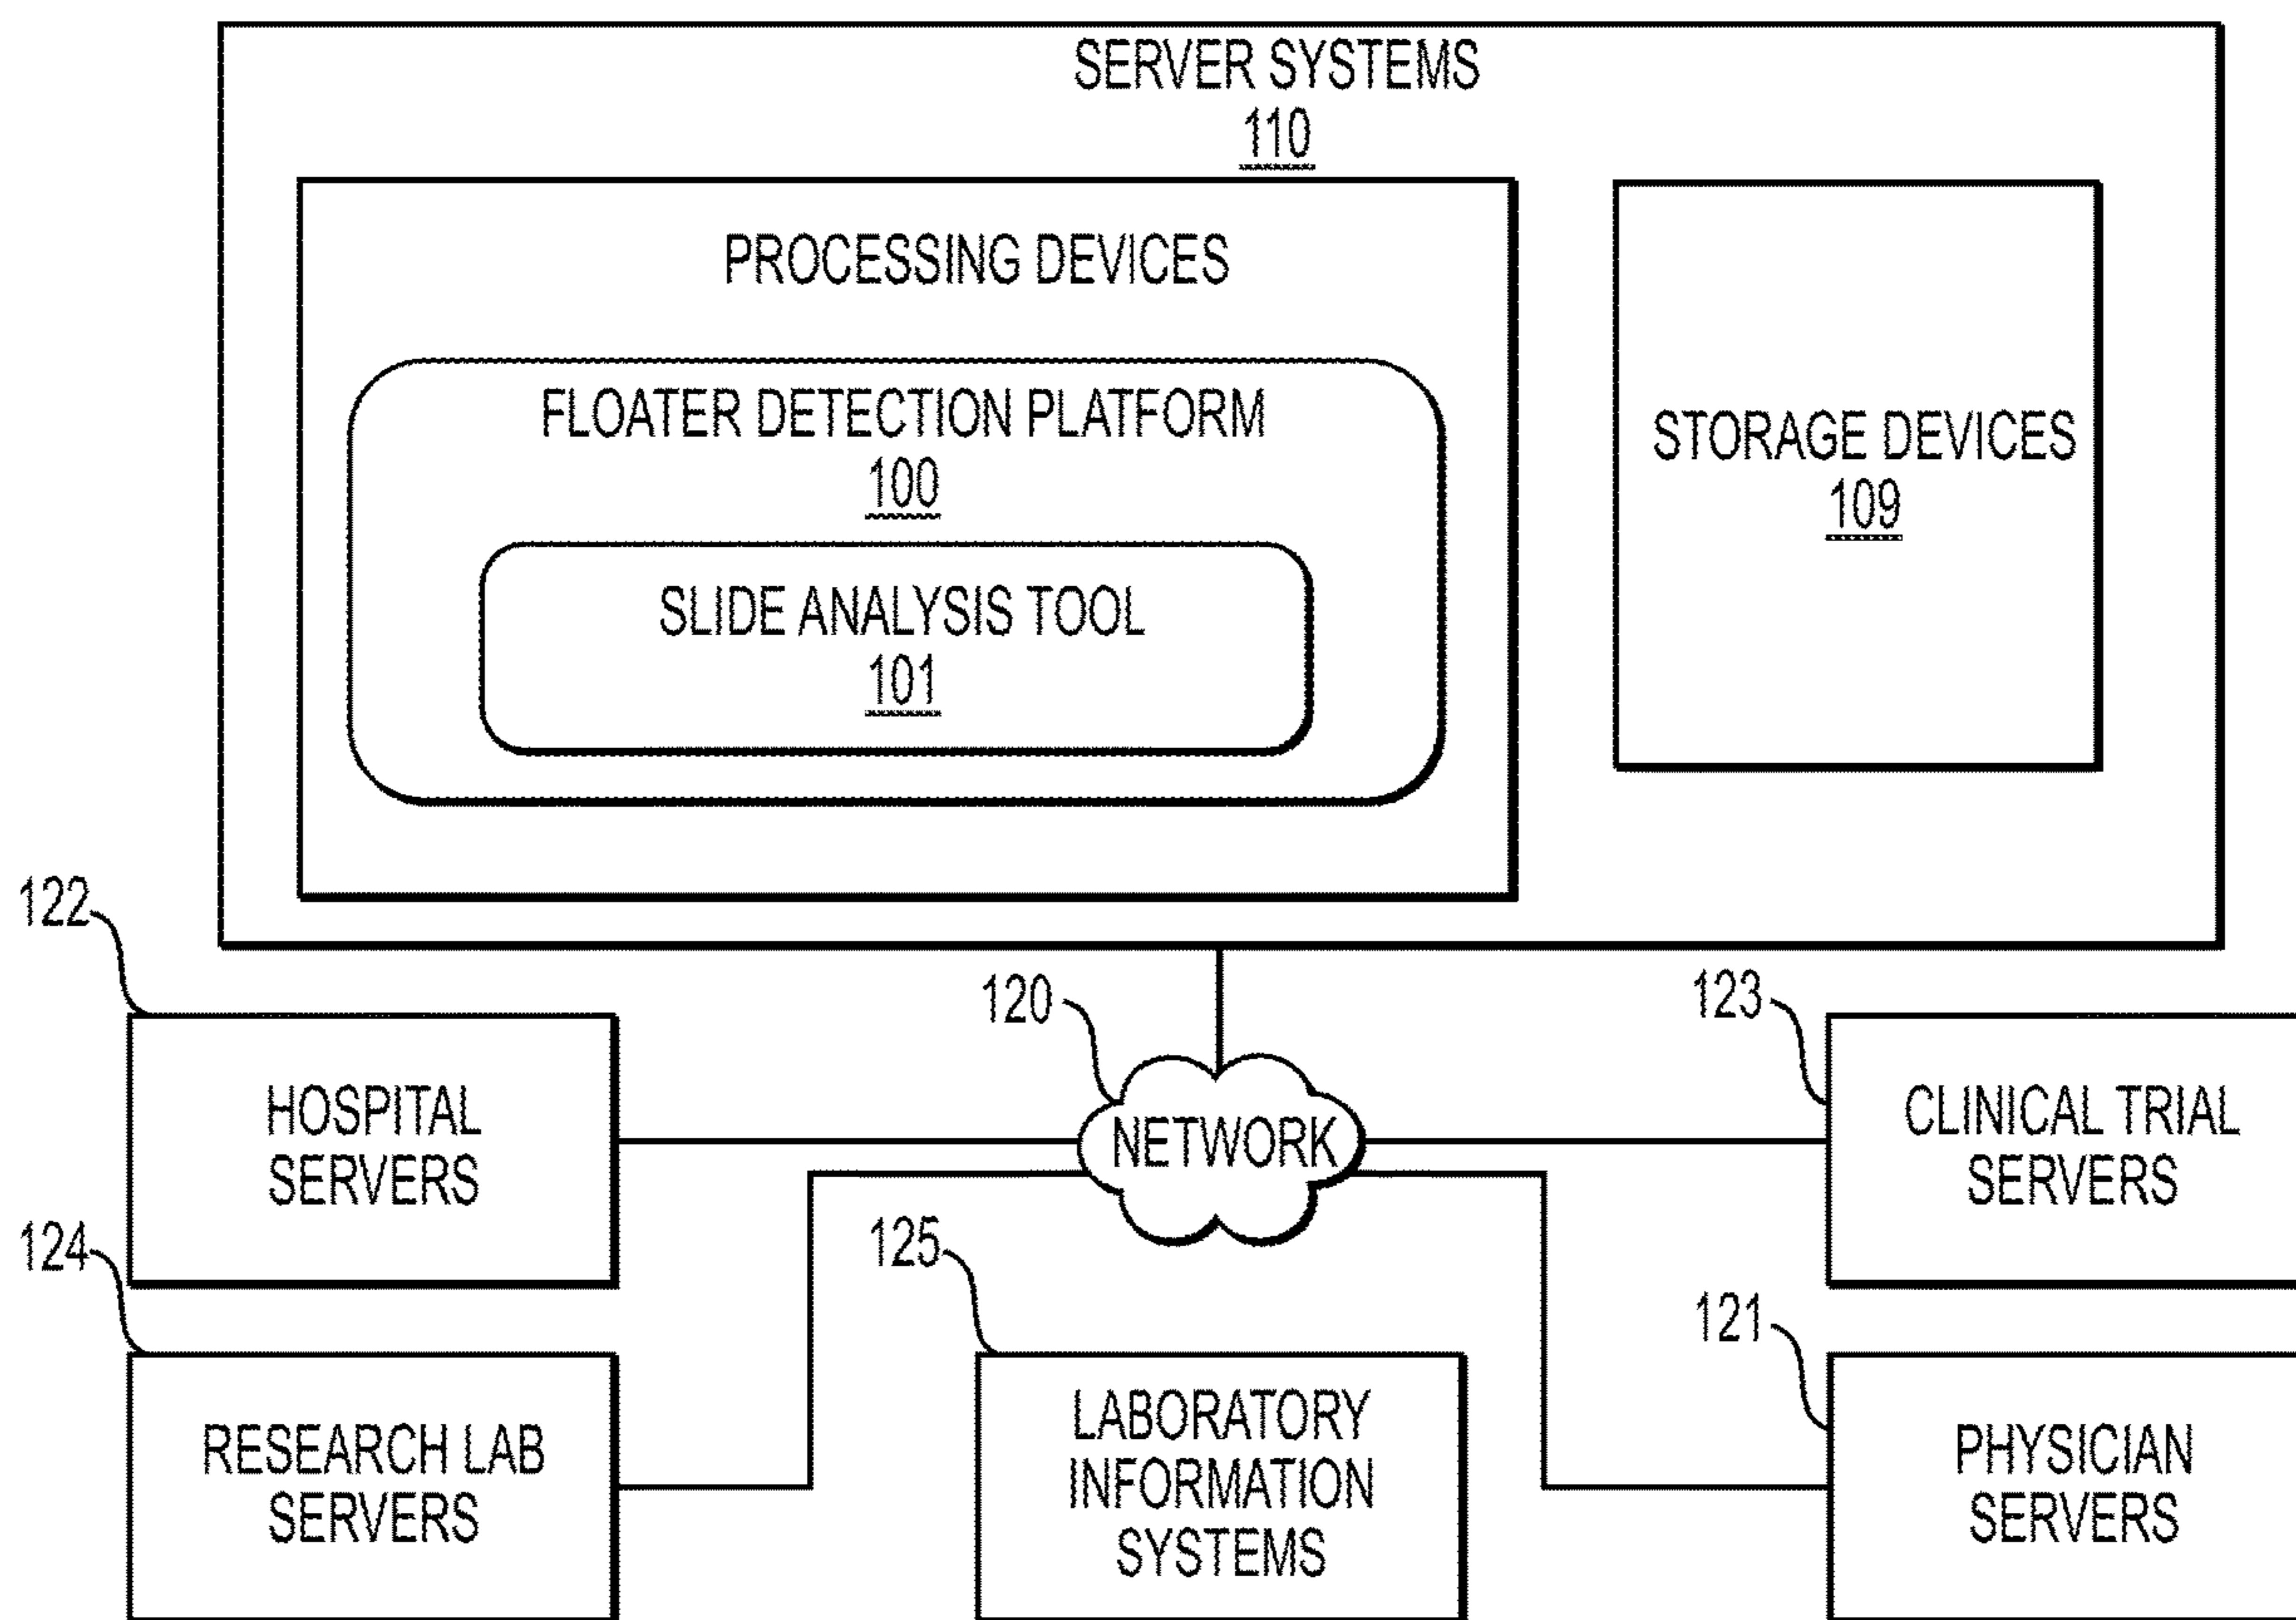 SERVER SYSTEMS
110
PROCESSING DEVICES
FLOATER DETECTION PLATFORM
100
SLIDE ANALYSIS TOOL
101
STORAGE DEVICES
109
122
HOSPITAL
SERVERS
120
NETWORK
123
CLINICAL TRIAL
SERVERS
124
RESEARCH LAB
SERVERS
125
LABORATORY
INFORMATION
SYSTEMS
121
PHYSICIAN
SERVERS